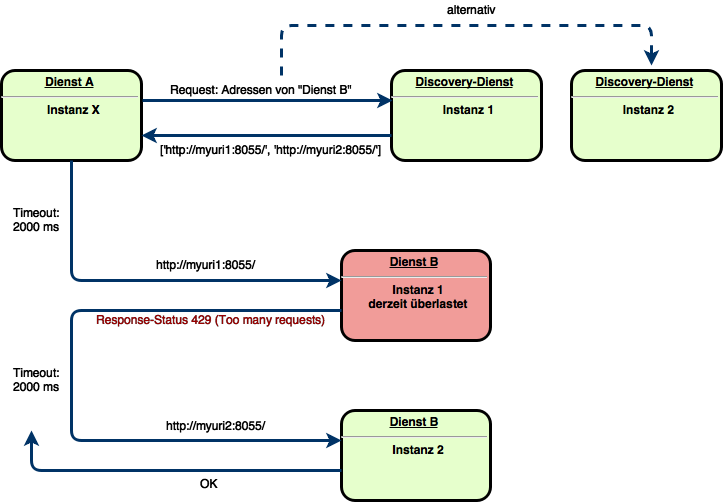 alternativ
Dienst A
Instanz X
Request: Adressen von "Dienst B"
Discovery-Dienst
Instanz 1
Discovery-Dienst
Instanz 2
['http://myuri1:8055/', 'http://myuri2:8055/']
Timeout:
2000 ms
http://myuri1:8055/
Dienst B
Instanz 1
derzeit überlastet
Response-Status 429 (Too many requests)
Timeout:
2000 ms
http://myuri2:8055/
Dienst B
Instanz 2
OK